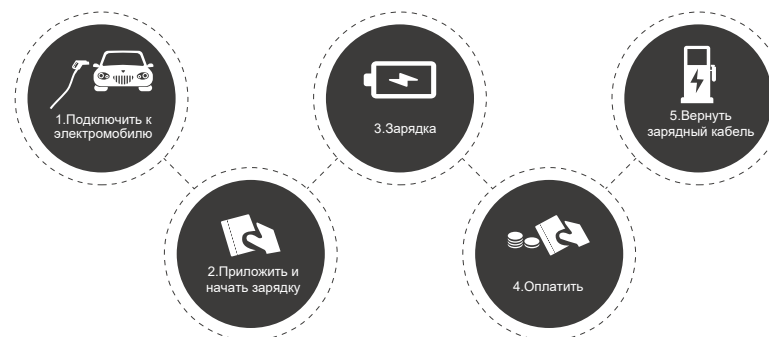 1.Подключить к
электромобилю
2.Приложить и
начать зарядку
3.Зарядка
4.Оплатить
5.Вернуть
зарядный кабель